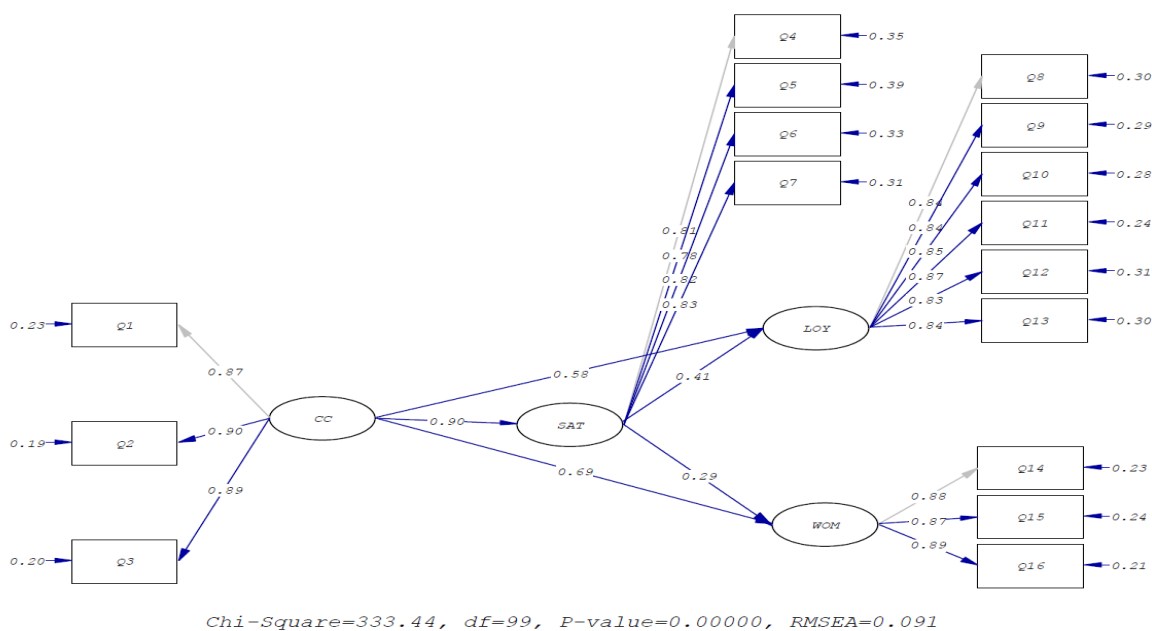 Q4
0.35
Q5
0.39
Q6
0.33
Q7
0.31
Q8
0.30
Q9
0.29
Q10
0.28
Q11
0.24
Q12
0.31
Q13
0.30
0.81
0.78
0.82
0.83
0.84
0.84
0.85
0.87
0.83
0.84
0.23
Q1
0.87
0.19
Q2
0.90
0.89
0.20
Q3
CC
0.58
0.90
0.69
SAT
0.41
0.29
LOY
WOM
0.88
0.87
0.89
Q14
0.23
Q15
0.24
Q16
0.21
Chi-Square=333.44, df=99, P-value=0.00000, RMSEA=0.091